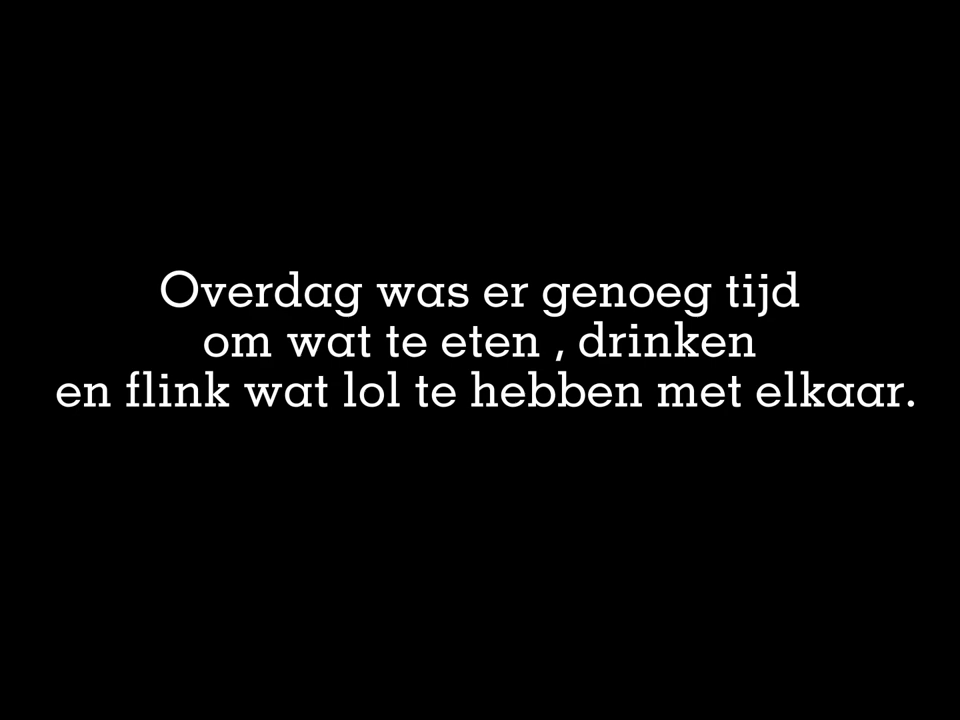 Overdag was er genoeg tijd
om wat te eten , drinken
en flink wat lol te hebben met elkaar.